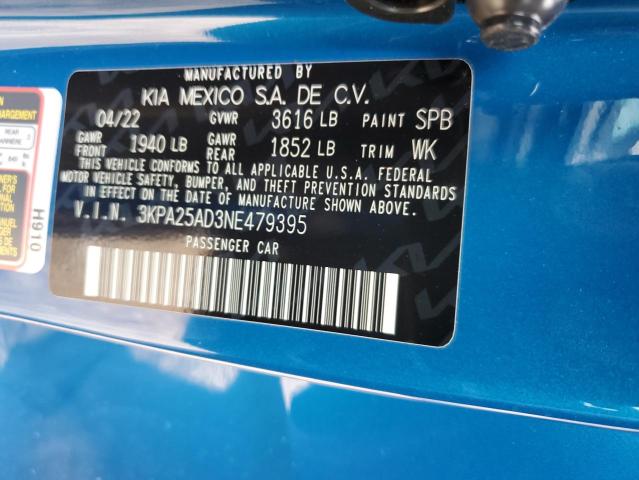 MANUFACTURED BY
KIA MEXICO S.A. DE C.V.
04/22 GVWR 3616 LB PAINT SPB
GAWR FRONT 1940 LB GAWR REAR 1852 LB TRIM WK
THIS VEHICLE CONFORMS TO ALL APPLICABLE U.S.A. FEDERAL
MOTOR VEHICLE SAFETY, BUMPER, AND THEFT PREVENTION STANDARDS
IN EFFECT ON THE DATE OF MANUFACTURE SHOWN ABOVE.
V.I.N. 3KPA25AD3NE479395
PASSENGER CAR
REAR
H910